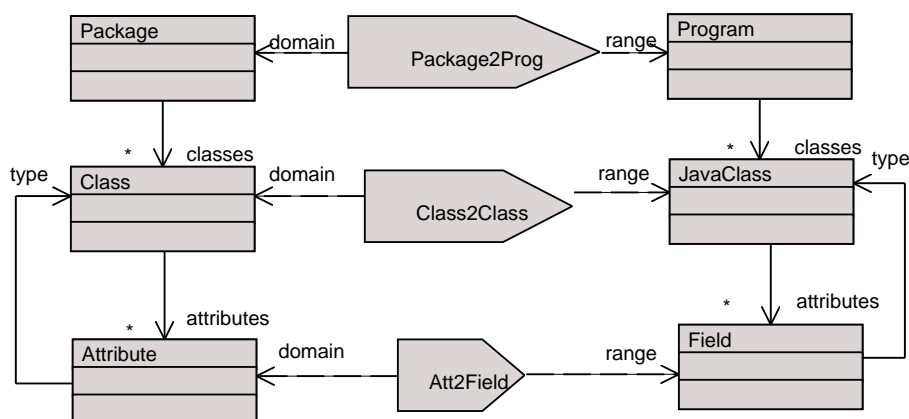 Package
domain
Package2Prog
range
Program
*
classes
*
classes
type
Class
domain
Class2Class
range
JavaClass
type
*
attributes
*
attributes
Attribute
domain
Att2Field
range
Field